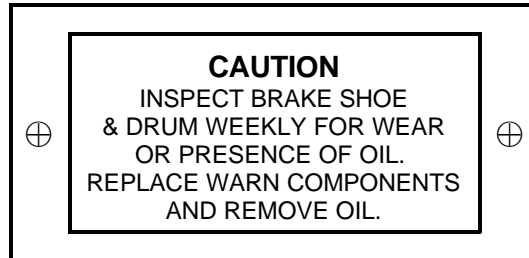 CAUTION
INSPECT BRAKE SHOE
& DRUM WEEKLY FOR WEAR
OR PRESENCE OF OIL.
REPLACE WARN COMPONENTS
AND REMOVE OIL.